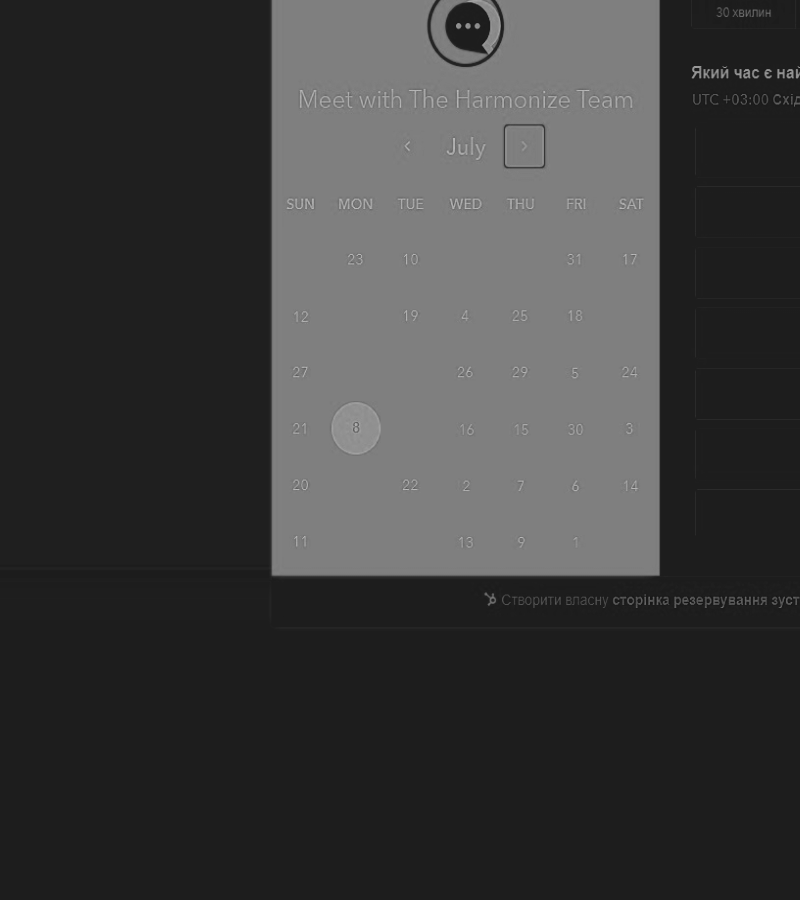 30 хвилин
Meet with The Harmonize Team
Який час є най
UTC +03:00 Схід
July
SUN MON TUE WED THU FRI SAT
23 10 31 17
12 19 4 25 18
27 26 29 5 24
21 8 16 15 30 3
20 22 2 7 6 14
11 13 9 1
Створити власну сторінка резервування зуст